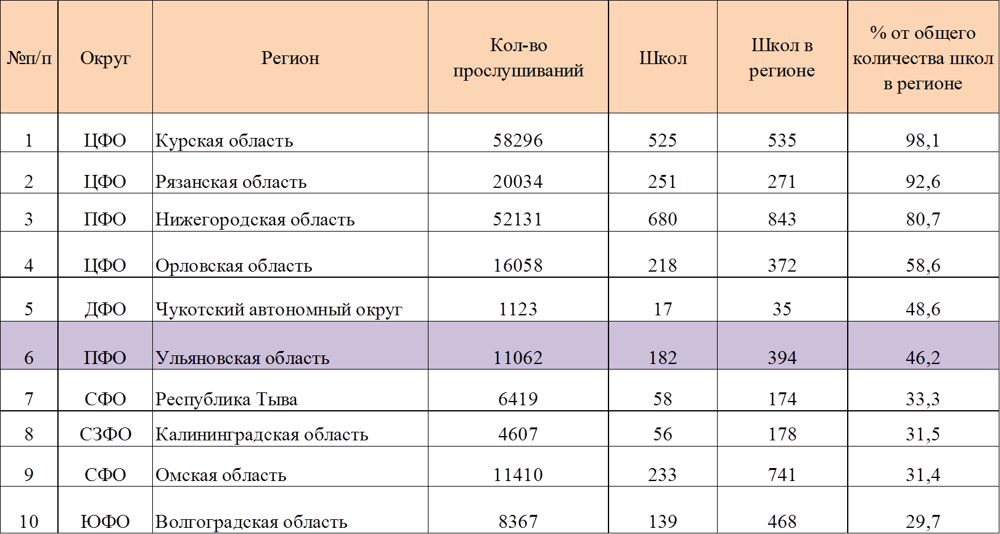 №п/п Округ Регион Кол-во прослушиваний Школ Школ в регионе % от общего количества школ в регионе
1 ЦФО Курская область 58296 525 535 98,1
2 ЦФО Рязанская область 20034 251 271 92,6
3 ПФО Нижегородская область 52131 680 843 80,7
4 ЦФО Орловская область 16058 218 372 58,6
5 ДФО Чукотский автономный округ 1123 17 35 48,6
6 ПФО Ульяновская область 11062 182 394 46,2
7 СФО Республика Тыва 6419 58 174 33,3
8 СЗФО Калининградская область 4607 56 178 31,5
9 СФО Омская область 11410 233 741 31,4
10 ЮФО Волгоградская область 8367 139 468 29,7